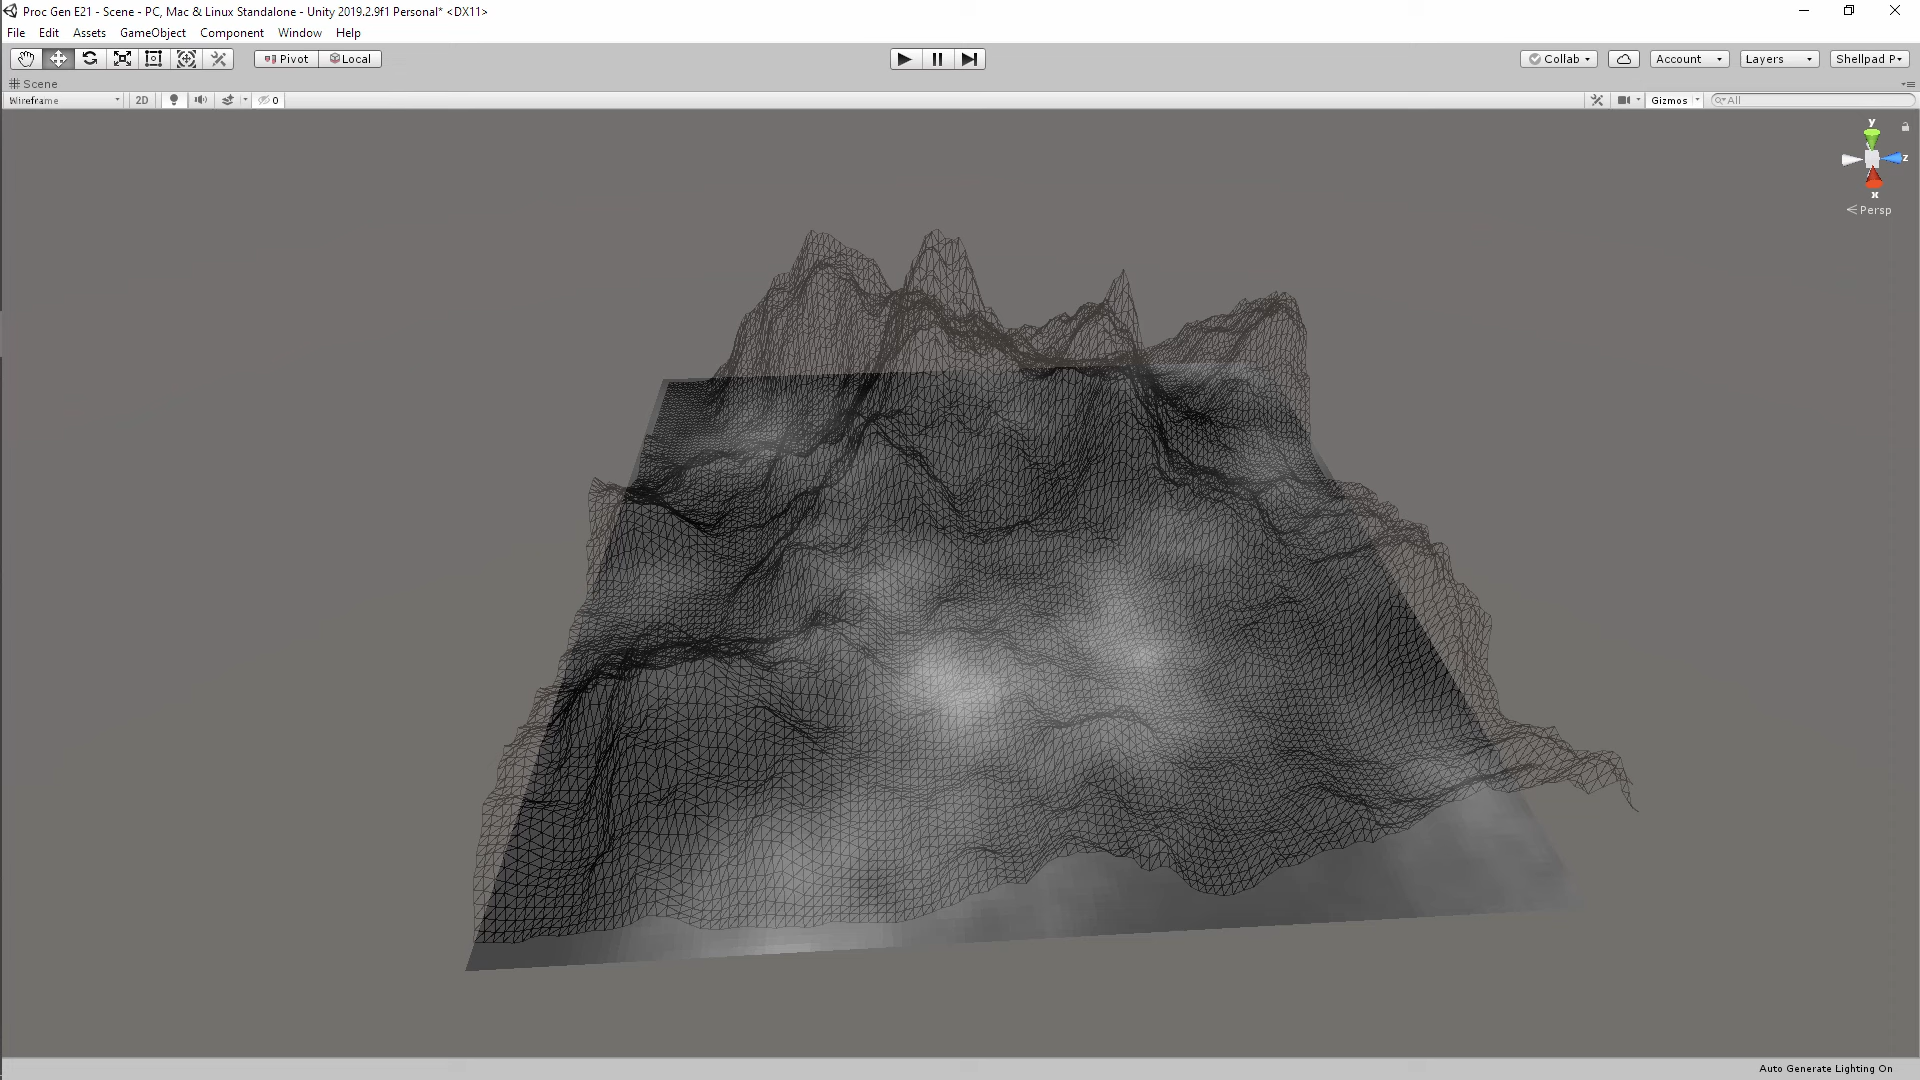 Proc Gen E21 - Scene - PC, Mac & Linux Standalone - Unity 2019.2.9f1 Personal* <DX11>
File Edit Assets GameObject Component Window Help
Pivot Local Collab Account Layers Shellpad P
Scene
Wireframe 2D 0 Gizmos All
y
z
x
Persp
Auto Generate Lighting On